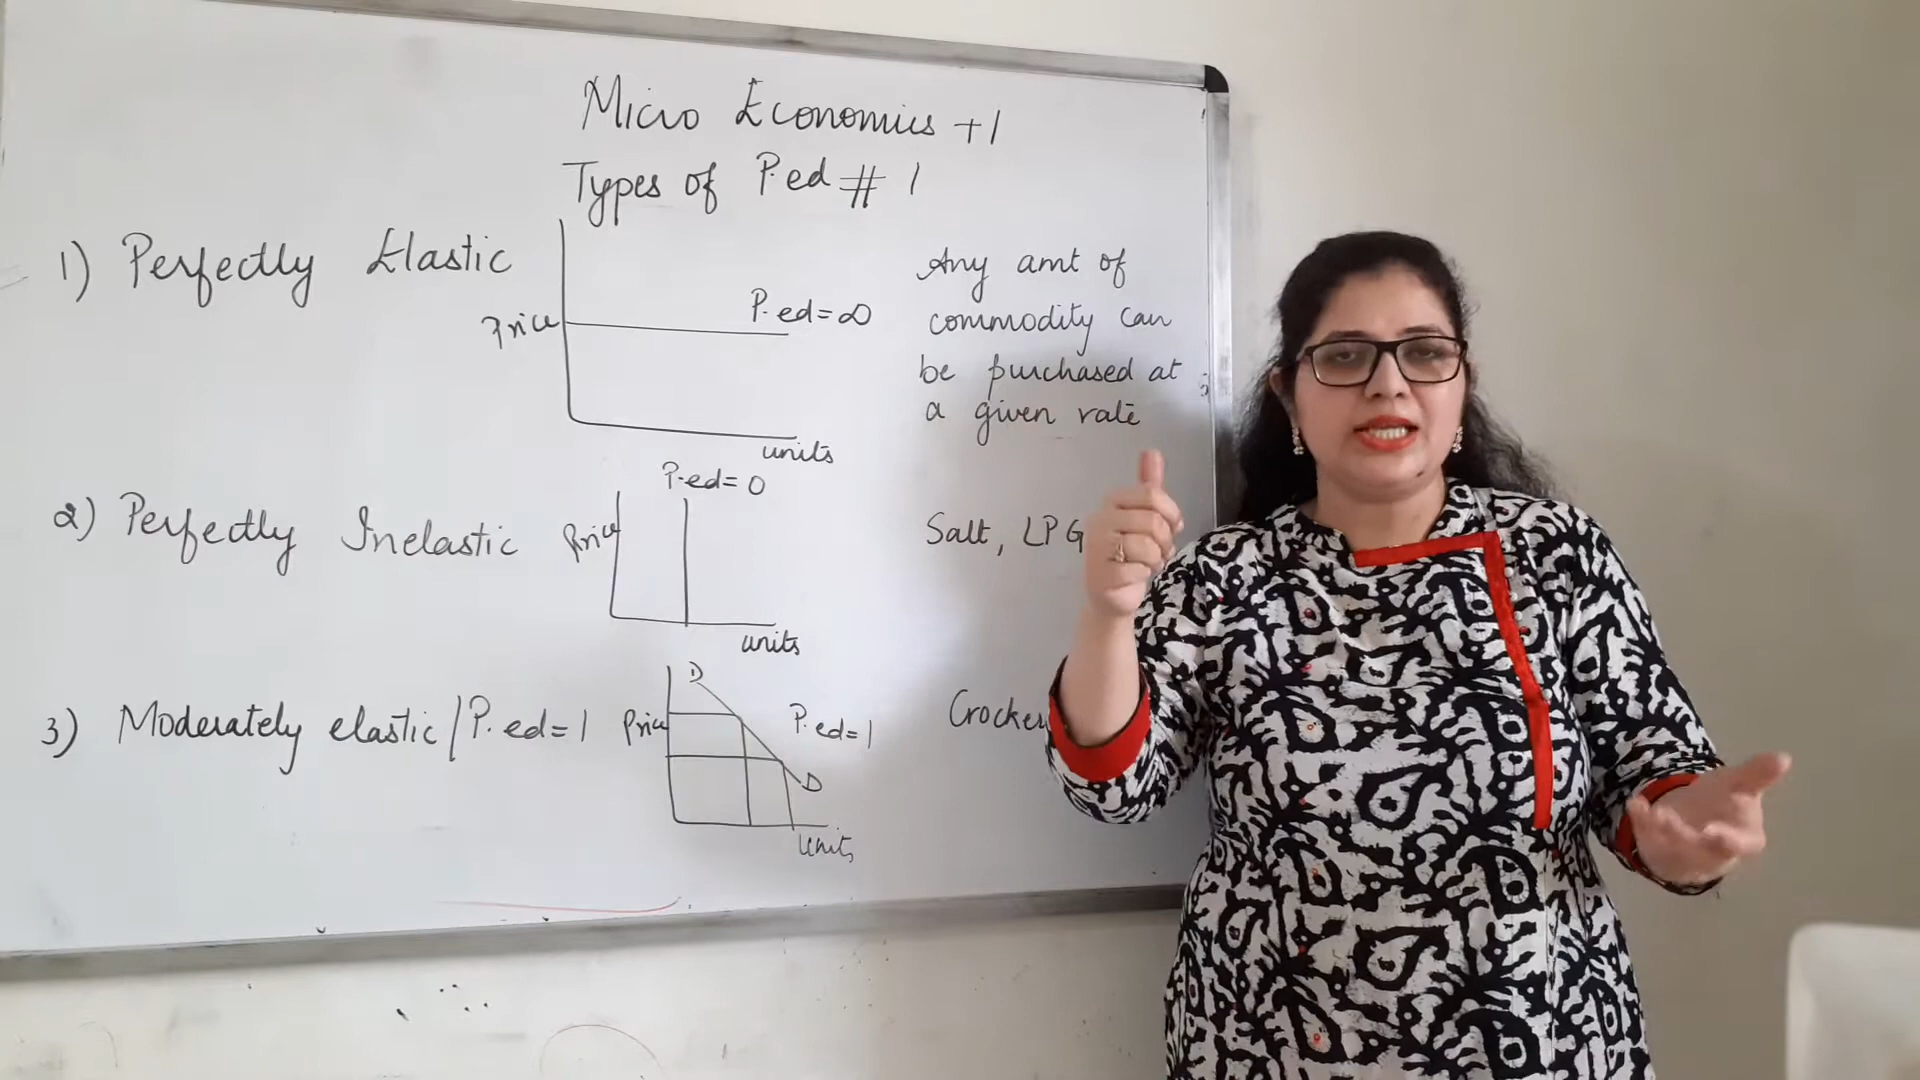 Micro Economics +1
Types of P.ed # 1
1) Perfectly Elastic
Price
P.ed=∞
units
Any amt of
commodity can
be purchased at
a given rate
2) Perfectly Inelastic
P.ed=0
Price
units
Salt, LPG
3) Moderately elastic/P.ed=1
Price
D
P.ed=1
D
units